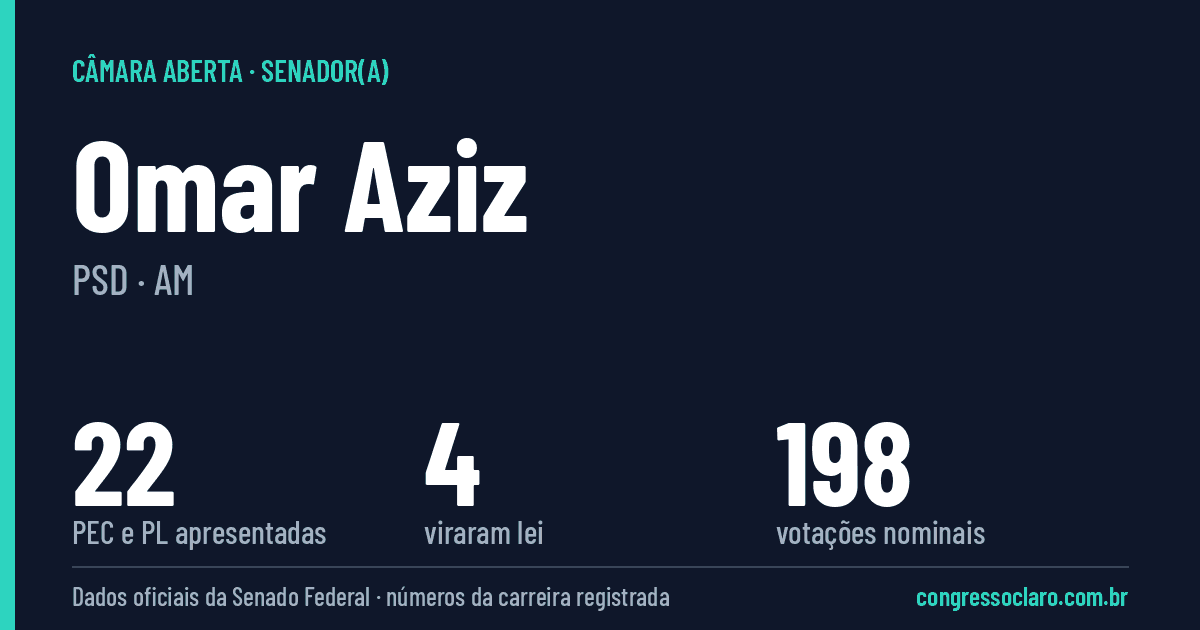 CÂMARA ABERTA · SENADOR(A)
Omar Aziz
PSD · AM
22 4 198
PEC e PL apresentadas viraram lei votações nominais
Dados oficiais da Senado Federal · números da carreira registrada congressoclaro.com.br